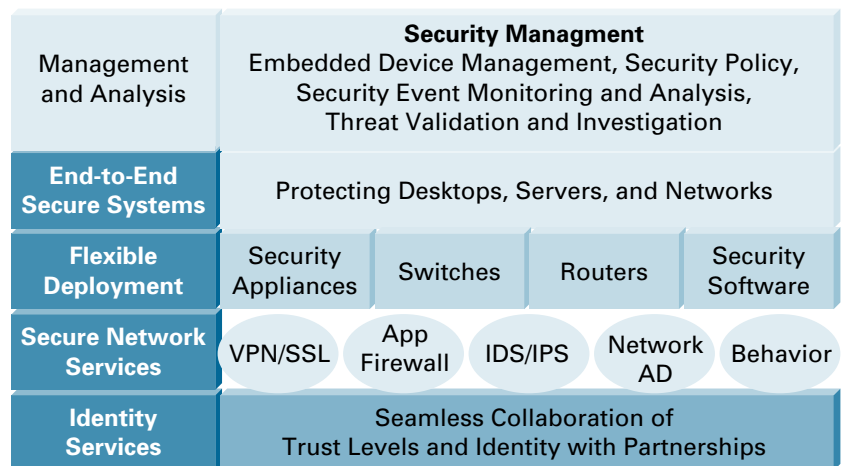 Management
and Analysis
Security Managment
Embedded Device Management, Security Policy,
Security Event Monitoring and Analysis,
Threat Validation and Investigation
End-to-End
Secure Systems
Protecting Desktops, Servers, and Networks
Flexible
Deployment
Security
Appliances
Switches
Routers
Security
Software
Secure Network
Services
VPN/SSL
App
Firewall
IDS/IPS
Network
AD
Behavior
Identity
Services
Seamless Collaboration of
Trust Levels and Identity with Partnerships